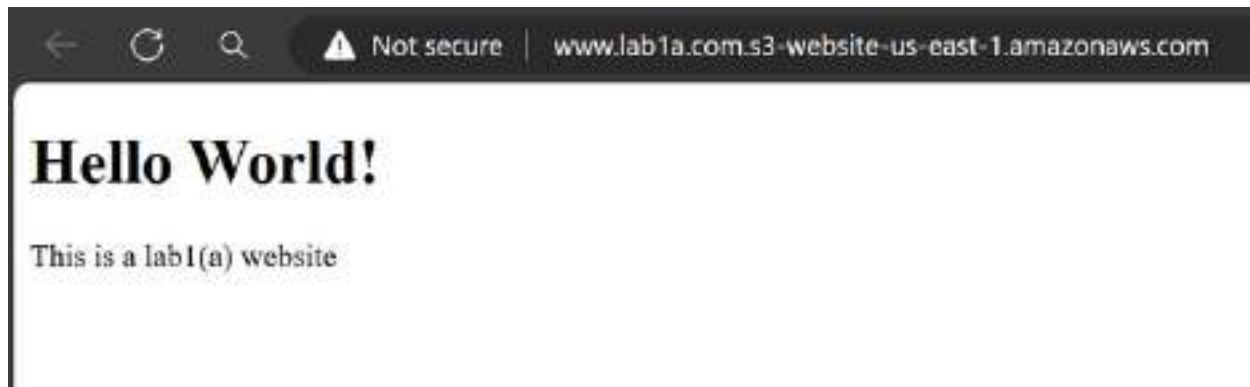 Not secure | www.lab1a.com.s3-website-us-east-1.amazonaws.com
Hello World!
This is a lab1(a) website